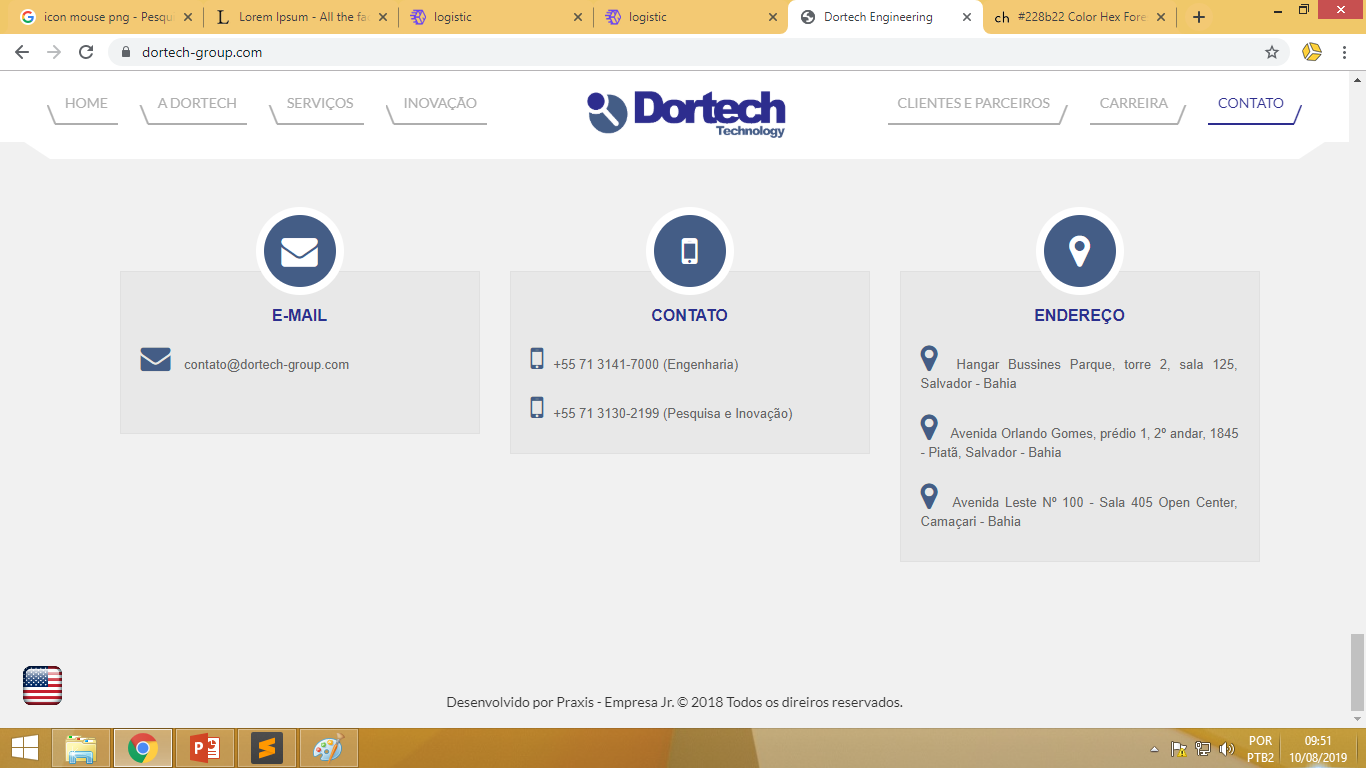 icon mouse png - Pesqu
Lorem Ipsum - All the fac
logistic
logistic
Dortech Engineering
ch #228b22 Color Hex Fore
dortech-group.com
HOME
A DORTECH
SERVIÇOS
INOVAÇÃO
Dortech
Technology
CLIENTES E PARCEIROS
CARREIRA
CONTATO
E-MAIL
contato@dortech-group.com
CONTATO
+55 71 3141-7000 (Engenharia)
+55 71 3130-2199 (Pesquisa e Inovação)
ENDEREÇO
Hangar Bussines Parque, torre 2, sala 125,
Salvador - Bahia
Avenida Orlando Gomes, prédio 1, 2º andar, 1845
- Piatã, Salvador - Bahia
Avenida Leste Nº 100 - Sala 405 Open Center,
Camaçari - Bahia
Desenvolvido por Praxis - Empresa Jr. © 2018 Todos os direiros reservados.
POR
PTB2
09:51
10/08/2019